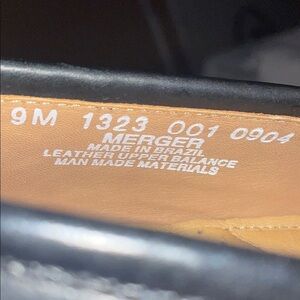 9M 1323 001 0904
MERGER
MADE IN BRAZIL
LEATHER UPPER BALANCE
MAN MADE MATERIALS